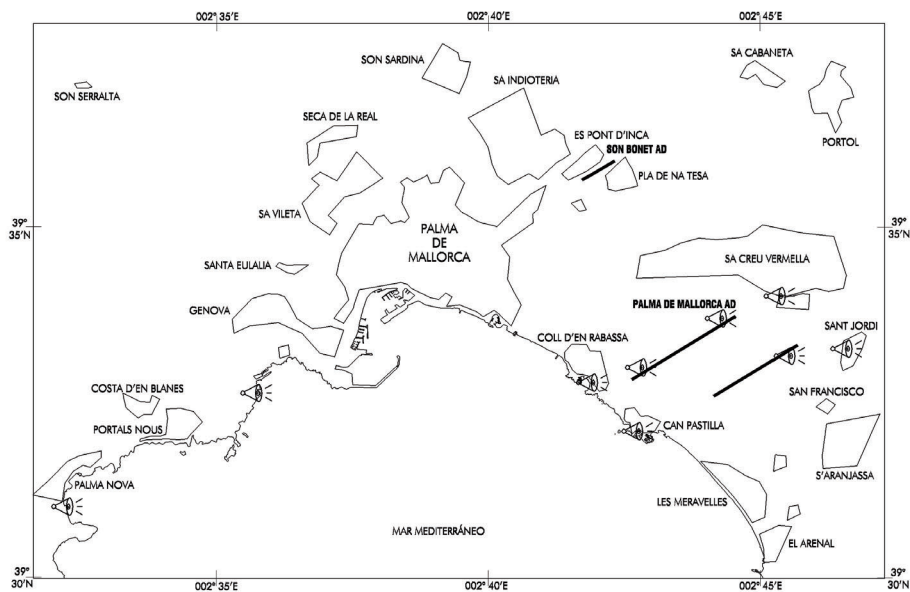 002° 35'E
002° 40'E
002° 45'E
SON SARDINA
SA CABANETA
SA INDIOTERIA
SON SERRALTA
SECA DE LA REAL
ES PONT D'INCA
PORTOL
SON BONET AD
PLA DE NA TESA
SA VILETA
39°
35'N
39°
35'N
PALMA
DE
MALLORCA
SANTA EULALIA
SA CREU VERMELLA
GENOVA
PALMA DE MALLORCA AD
SANT JORDI
COLL D'EN RABASSA
COSTA D'EN BLANES
SAN FRANCISCO
PORTALS NOUS
CAN PASTILLA
S'ARANJASSA
PALMA NOVA
LES MERAVELLES
MAR MEDITERRÁNEO
EL ARENAL
39°
30'N
39°
30'N
002° 35'E
002° 40'E
002° 45'E